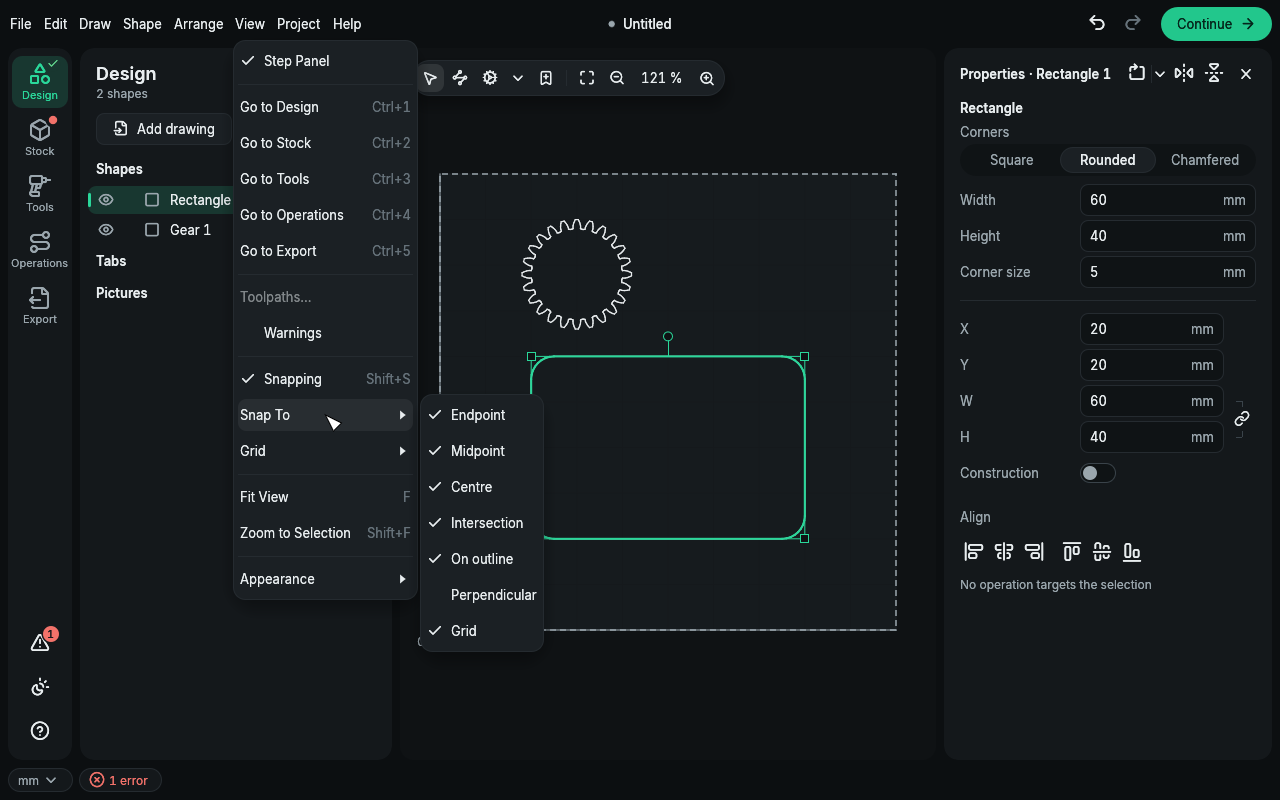 File Edit Draw Shape Arrange View Project Help
Untitled
Continue
Design
Stock
Tools
Operations
Export
1
Design
2 shapes
Add drawing
Shapes
Rectangle
Gear 1
Tabs
Pictures
Step Panel
Go to Design Ctrl+1
Go to Stock Ctrl+2
Go to Tools Ctrl+3
Go to Operations Ctrl+4
Go to Export Ctrl+5
Toolpaths...
Warnings
Snapping Shift+S
Snap To
Grid
Fit View F
Zoom to Selection Shift+F
Appearance
Endpoint
Midpoint
Centre
Intersection
On outline
Perpendicular
Grid
121 %
Properties · Rectangle 1
Rectangle
Corners
Square Rounded Chamfered
Width 60 mm
Height 40 mm
Corner size 5 mm
X 20 mm
Y 20 mm
W 60 mm
H 40 mm
Construction
Align
No operation targets the selection
mm
1 error